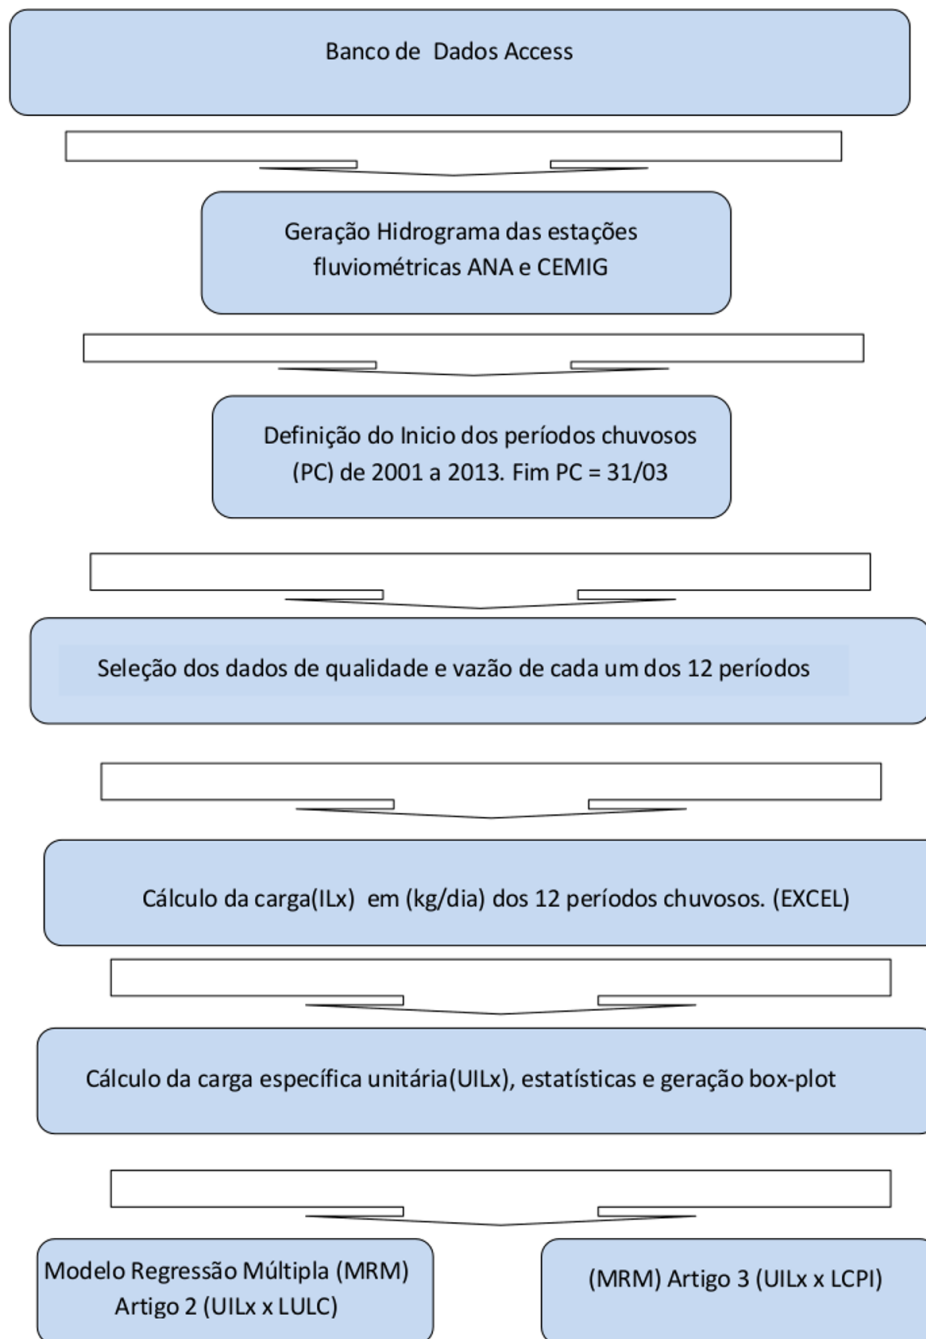 Banco de Dados Access
Geração Hidrograma das estações
fluviométricas ANA e CEMIG
Definição do Inicio dos períodos chuvosos
(PC) de 2001 a 2013. Fim PC = 31/03
Seleção dos dados de qualidade e vazão de cada um dos 12 períodos
Cálculo da carga(ILx) em (kg/dia) dos 12 períodos chuvosos. (EXCEL)
Cálculo da carga específica unitária(UILx), estatísticas e geração box-plot
Modelo Regressão Múltipla (MRM)
Artigo 2 (UILx x LULC)
(MRM) Artigo 3 (UILx x LCPI)